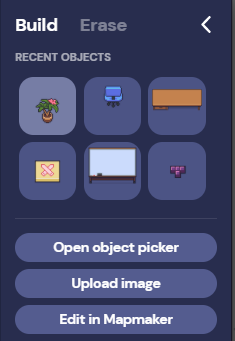 Build Erase
RECENT OBJECTS
Open object picker
Upload image
Edit in Mapmaker